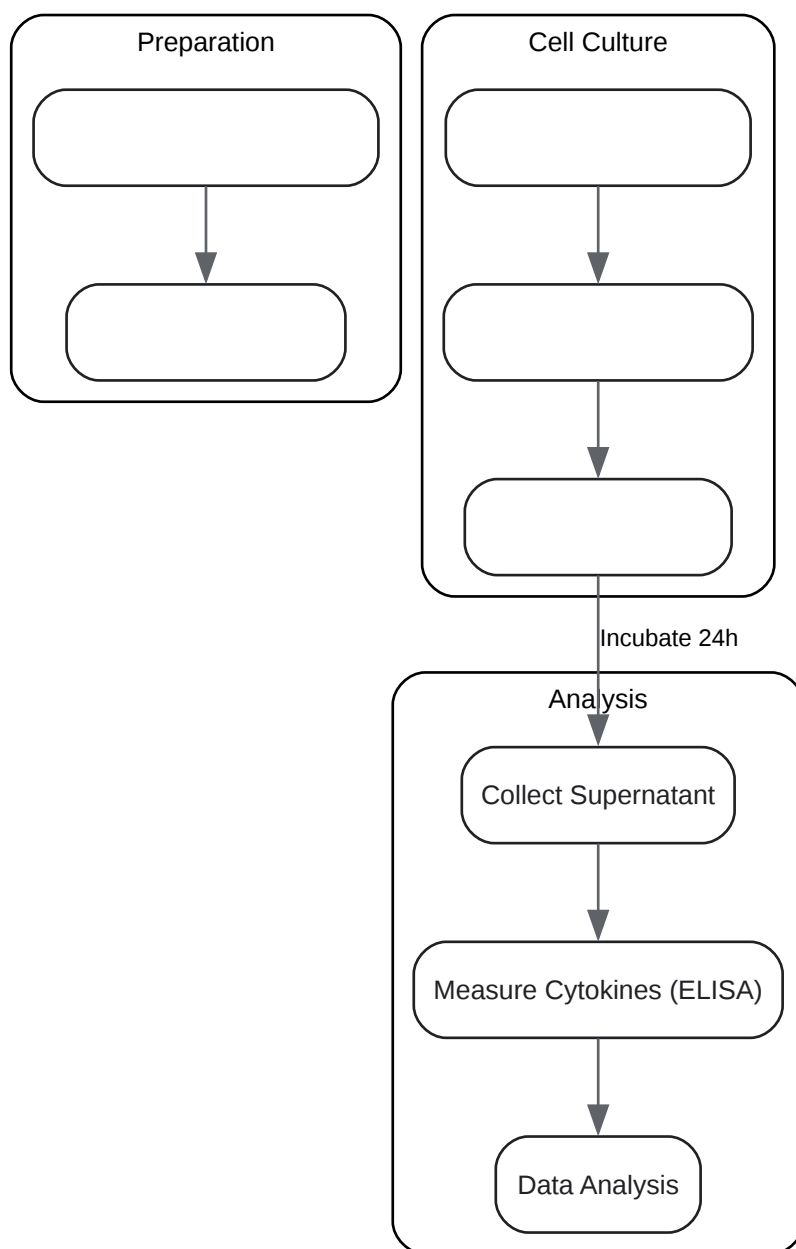 Preparation
Cell Culture
Incubate 24h
Analysis
Collect Supernatant
Measure Cytokines (ELISA)
Data Analysis